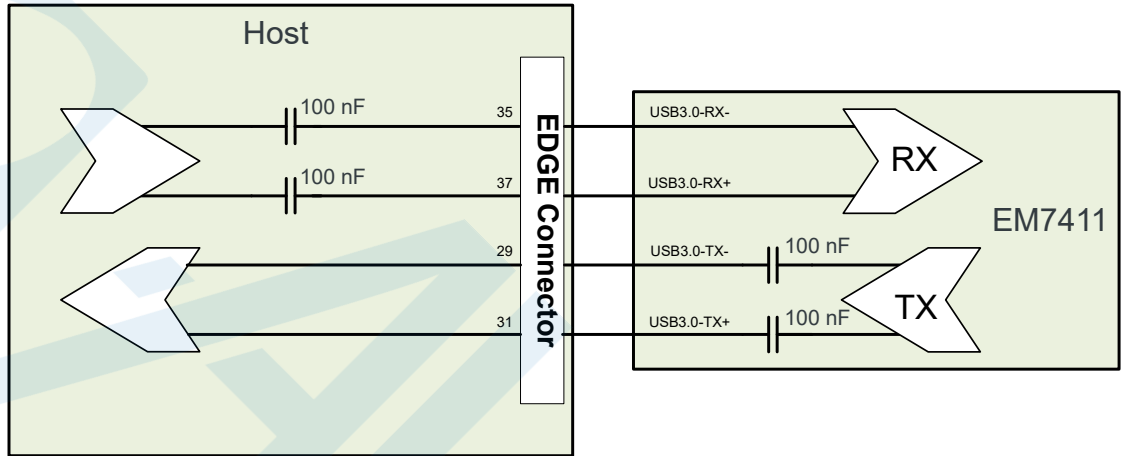 Host
100 nF
35
USB3.0-RX-
100 nF
37
USB3.0-RX+
RX
EDGE Connector
EM7411
29
USB3.0-TX-
100 nF
31
USB3.0-TX+
100 nF
TX